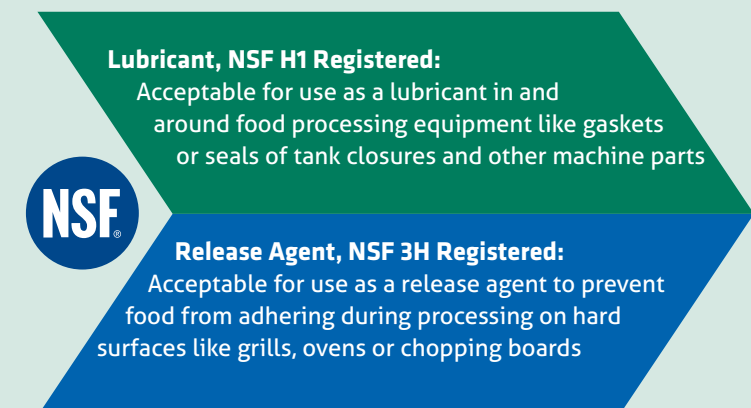 Lubricant, NSF H1 Registered:
Acceptable for use as a lubricant in and
around food processing equipment like gaskets
or seals of tank closures and other machine parts
NSF®
Release Agent, NSF 3H Registered:
Acceptable for use as a release agent to prevent
food from adhering during processing on hard
surfaces like grills, ovens or chopping boards